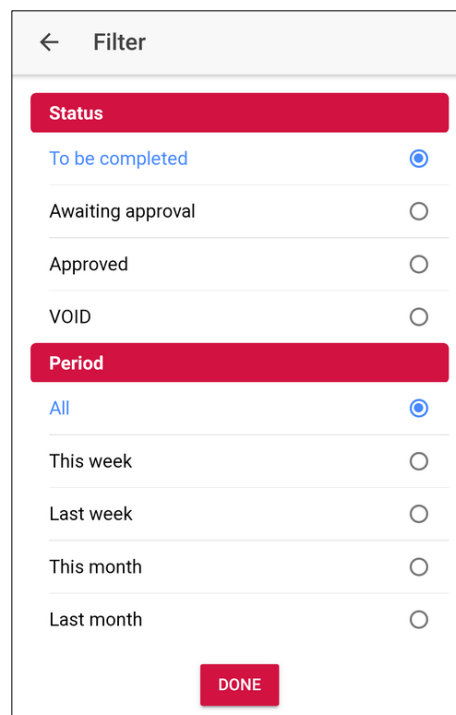 Filter
Status
To be completed
Awaiting approval
Approved
VOID
Period
All
This week
Last week
This month
Last month
DONE